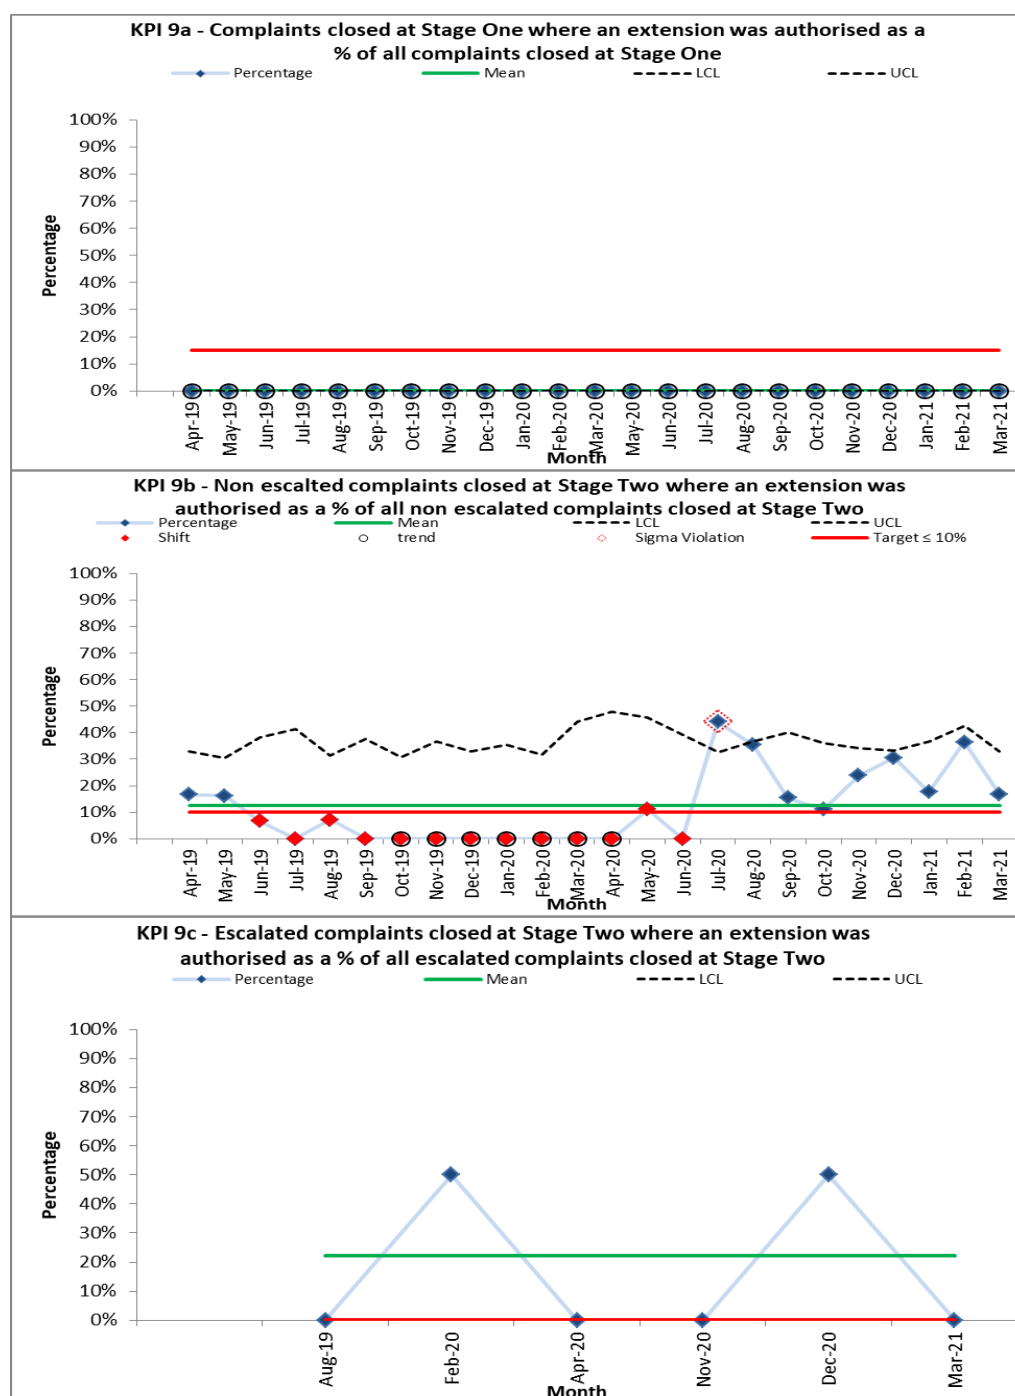 KPI 9a - Complaints closed at Stage One where an extension was authorised as a
% of all complaints closed at Stage One
Percentage Mean LCL UCL
100%
90%
80%
70%
60%
50%
40%
30%
20%
10%
0%
Percentage
Apr-19 May-19 Jun-19 Jul-19 Aug-19 Sep-19 Oct-19 Nov-19 Dec-19 Jan-20 Feb-20 Mar-20 May-20 Jun-20 Jul-20 Aug-20 Sep-20 Oct-20 Nov-20 Dec-20 Jan-21 Feb-21 Mar-21
Month
KPI 9b - Non escalted complaints closed at Stage Two where an extension was
authorised as a % of all non escalated complaints closed at Stage Two
Percentage Mean LCL UCL
Shift trend Sigma Violation Target ≤ 10%
100%
90%
80%
70%
60%
50%
40%
30%
20%
10%
0%
Percentage
Apr-19 May-19 Jun-19 Jul-19 Aug-19 Sep-19 Oct-19 Nov-19 Dec-19 Jan-20 Feb-20 Mar-20 Apr-20 May-20 Jun-20 Jul-20 Aug-20 Sep-20 Oct-20 Nov-20 Dec-20 Jan-21 Feb-21 Mar-21
Month
KPI 9c - Escalated complaints closed at Stage Two where an extension was
authorised as a % of all escalated complaints closed at Stage Two
Percentage Mean LCL UCL
100%
90%
80%
70%
60%
50%
40%
30%
20%
10%
0%
Percentage
Aug-19 Feb-20 Apr-20 Nov-20 Dec-20 Mar-21
Month